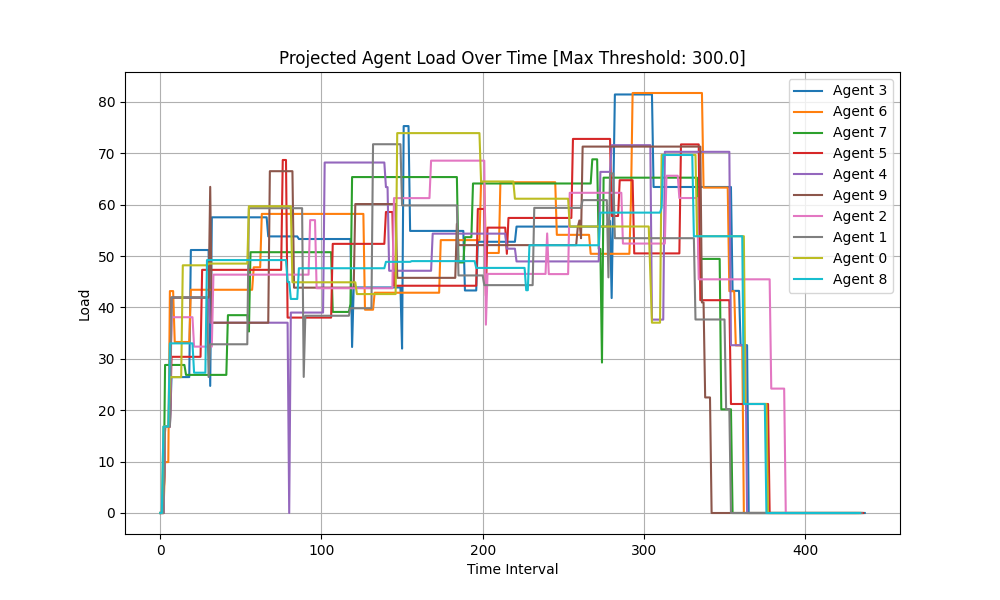 Projected Agent Load Over Time [Max Threshold: 300.0]
Load
80
70
60
50
40
30
20
10
0
Agent 3
Agent 6
Agent 7
Agent 5
Agent 4
Agent 9
Agent 2
Agent 1
Agent 0
Agent 8
0 100 200 300 400
Time Interval